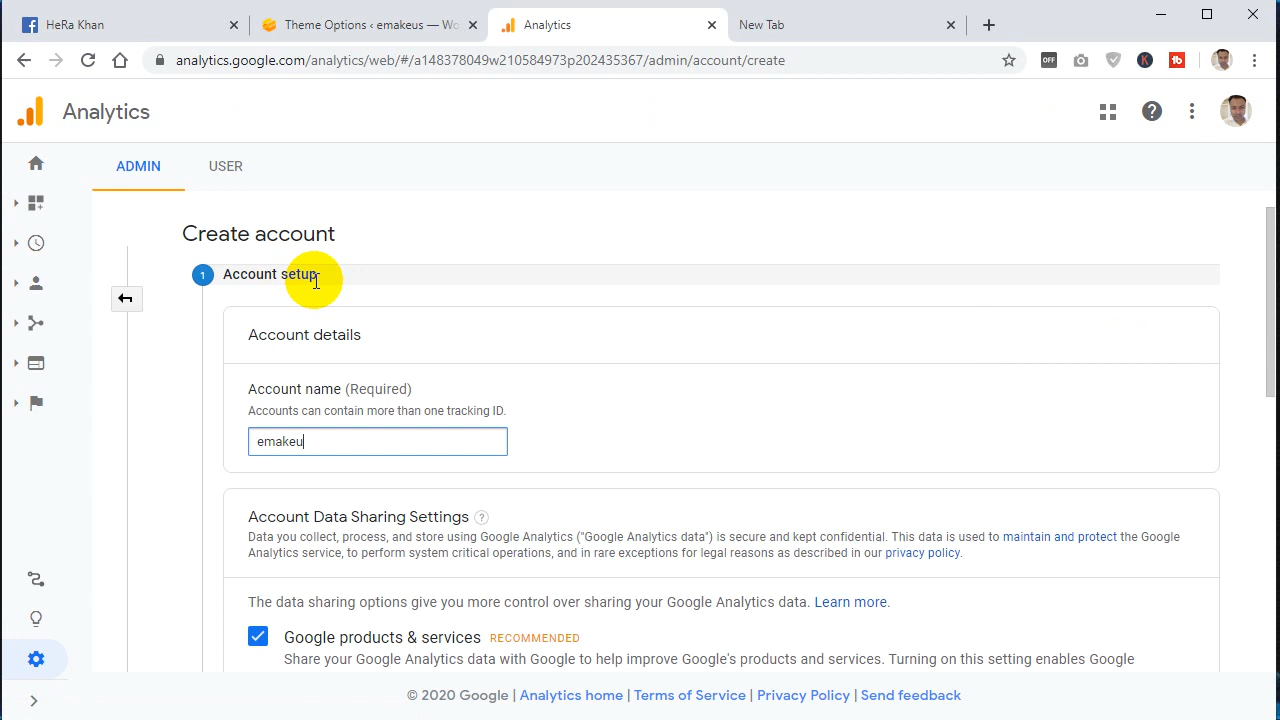 HeRa Khan
Theme Options ‹ emakeus — Wo
Analytics
New Tab
analytics.google.com/analytics/web/#/a148378949w210584973p202435367/admin/account/create
OFF
K
Analytics
ADMIN
USER
Create account
1 Account setup
Account details
Account name (Required)
Accounts can contain more than one tracking ID.
emakeu
Account Data Sharing Settings ?
Data you collect, process, and store using Google Analytics ("Google Analytics data") is secure and kept confidential. This data is used to maintain and protect the Google
Analytics service, to perform system critical operations, and in rare exceptions for legal reasons as described in our privacy policy.
The data sharing options give you more control over sharing your Google Analytics data. Learn more.
Google products & services RECOMMENDED
Share your Google Analytics data with Google to help improve Google's products and services. Turning on this setting enables Google
© 2020 Google | Analytics home | Terms of Service | Privacy Policy | Send feedback